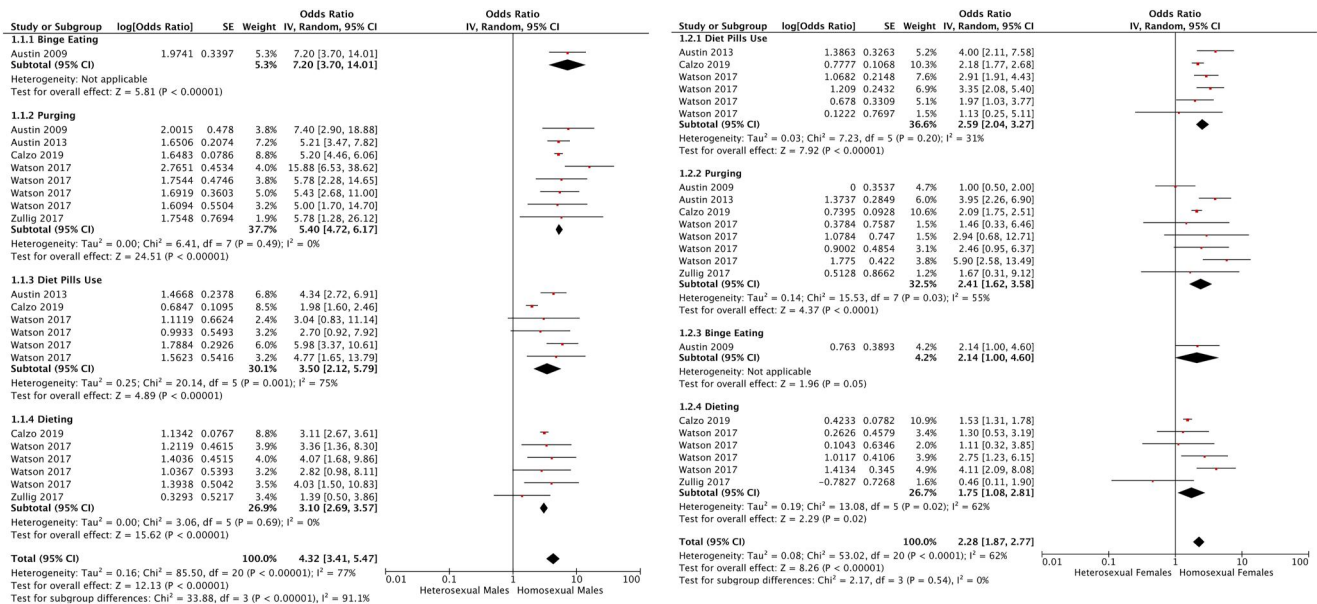 Odds Ratio Odds Ratio
Study or Subgroup log[Odds Ratio] SE Weight IV, Random, 95% CI IV, Random, 95% CI
1.1.1 Binge Eating
Austin 2009 1.9741 0.3397 5.3% 7.20 [3.70, 14.01]
Subtotal (95% CI) 5.3% 7.20 [3.70, 14.01]
Heterogeneity: Not applicable
Test for overall effect: Z = 5.81 (P < 0.00001)
1.1.2 Purging
Austin 2009 2.0015 0.478 3.8% 7.40 [2.90, 18.88]
Austin 2013 1.6506 0.2074 7.2% 5.21 [3.47, 7.82]
Calzo 2019 1.6483 0.0786 8.8% 5.20 [4.46, 6.06]
Watson 2017 2.7651 0.4534 4.0% 15.88 [6.53, 38.62]
Watson 2017 1.7544 0.4746 3.8% 5.78 [2.28, 14.65]
Watson 2017 1.6919 0.3603 5.0% 5.43 [2.68, 11.00]
Watson 2017 1.6094 0.5504 3.2% 5.00 [1.70, 14.70]
Zullig 2017 1.7548 0.7694 1.9% 5.78 [1.28, 26.12]
Subtotal (95% CI) 37.7% 5.40 [4.72, 6.17]
Heterogeneity: Tau² = 0.00; Chi² = 6.41, df = 7 (P = 0.49); I² = 0%
Test for overall effect: Z = 24.51 (P < 0.00001)
1.1.3 Diet Pills Use
Austin 2013 1.4668 0.2378 6.8% 4.34 [2.72, 6.91]
Calzo 2019 0.6847 0.1095 8.5% 1.98 [1.60, 2.46]
Watson 2017 1.1119 0.6624 2.4% 3.04 [0.83, 11.14]
Watson 2017 0.9933 0.5493 3.2% 2.70 [0.92, 7.92]
Watson 2017 1.7884 0.2926 6.0% 5.98 [3.37, 10.61]
Watson 2017 1.5623 0.5416 3.2% 4.77 [1.65, 13.79]
Subtotal (95% CI) 30.1% 3.50 [2.12, 5.79]
Heterogeneity: Tau² = 0.25; Chi² = 20.14, df = 5 (P = 0.001); I² = 75%
Test for overall effect: Z = 4.89 (P < 0.00001)
1.1.4 Dieting
Calzo 2019 1.1342 0.0767 8.8% 3.11 [2.67, 3.61]
Watson 2017 1.2119 0.4615 3.9% 3.36 [1.36, 8.30]
Watson 2017 1.4036 0.4515 4.0% 4.07 [1.68, 9.86]
Watson 2017 1.0367 0.5393 3.2% 2.82 [0.98, 8.11]
Watson 2017 1.3938 0.5042 3.5% 4.03 [1.50, 10.83]
Zullig 2017 0.3293 0.5217 3.4% 1.39 [0.50, 3.86]
Subtotal (95% CI) 26.9% 3.10 [2.69, 3.57]
Heterogeneity: Tau² = 0.00; Chi² = 3.06, df = 5 (P = 0.69); I² = 0%
Test for overall effect: Z = 15.62 (P < 0.00001)
Total (95% CI) 100.0% 4.32 [3.41, 5.47]
Heterogeneity: Tau² = 0.16; Chi² = 85.50, df = 20 (P < 0.00001); I² = 77%
Test for overall effect: Z = 12.13 (P < 0.00001)
Test for subgroup differences: Chi² = 33.88, df = 3 (P < 0.00001), I² = 91.1%
0.01 0.1 1 10 100
Heterosexual Males Homosexual Males
Odds Ratio Odds Ratio
Study or Subgroup log[Odds Ratio] SE Weight IV, Random, 95% CI IV, Random, 95% CI
1.2.1 Diet Pills Use
Austin 2013 1.3863 0.3263 5.2% 4.00 [2.11, 7.58]
Calzo 2019 0.7777 0.1068 10.3% 2.18 [1.77, 2.68]
Watson 2017 1.0682 0.2148 7.6% 2.91 [1.91, 4.43]
Watson 2017 1.209 0.2432 6.9% 3.35 [2.08, 5.40]
Watson 2017 0.678 0.3309 5.1% 1.97 [1.03, 3.77]
Watson 2017 0.1222 0.7697 1.5% 1.13 [0.25, 5.11]
Subtotal (95% CI) 36.6% 2.59 [2.04, 3.27]
Heterogeneity: Tau² = 0.03; Chi² = 7.23, df = 5 (P = 0.20); I² = 31%
Test for overall effect: Z = 7.92 (P < 0.00001)
1.2.2 Purging
Austin 2009 0 0.3537 4.7% 1.00 [0.50, 2.00]
Austin 2013 1.3737 0.2849 6.0% 3.95 [2.26, 6.90]
Calzo 2019 0.7395 0.0928 10.6% 2.09 [1.75, 2.51]
Watson 2017 0.3784 0.7587 1.5% 1.46 [0.33, 6.46]
Watson 2017 1.0784 0.747 1.5% 2.94 [0.68, 12.71]
Watson 2017 0.9002 0.4854 3.1% 2.46 [0.95, 6.37]
Watson 2017 1.775 0.422 3.8% 5.90 [2.58, 13.49]
Zullig 2017 0.5128 0.8662 1.2% 1.67 [0.31, 9.12]
Subtotal (95% CI) 32.5% 2.41 [1.62, 3.58]
Heterogeneity: Tau² = 0.14; Chi² = 15.53, df = 7 (P = 0.03); I² = 55%
Test for overall effect: Z = 4.37 (P < 0.0001)
1.2.3 Binge Eating
Austin 2009 0.763 0.3893 4.2% 2.14 [1.00, 4.60]
Subtotal (95% CI) 4.2% 2.14 [1.00, 4.60]
Heterogeneity: Not applicable
Test for overall effect: Z = 1.96 (P = 0.05)
1.2.4 Dieting
Calzo 2019 0.4233 0.0782 10.9% 1.53 [1.31, 1.78]
Watson 2017 0.2626 0.4579 3.4% 1.30 [0.53, 3.19]
Watson 2017 0.1043 0.6346 2.0% 1.11 [0.32, 3.85]
Watson 2017 1.0117 0.4106 3.9% 2.75 [1.23, 6.15]
Watson 2017 1.4134 0.345 4.9% 4.11 [2.09, 8.08]
Zullig 2017 -0.7827 0.7268 1.6% 0.46 [0.11, 1.90]
Subtotal (95% CI) 26.7% 1.75 [1.08, 2.81]
Heterogeneity: Tau² = 0.19; Chi² = 13.08, df = 5 (P = 0.02); I² = 62%
Test for overall effect: Z = 2.29 (P = 0.02)
Total (95% CI) 100.0% 2.28 [1.87, 2.77]
Heterogeneity: Tau² = 0.08; Chi² = 53.02, df = 20 (P < 0.0001); I² = 62%
Test for overall effect: Z = 8.26 (P < 0.00001)
Test for subgroup differences: Chi² = 2.17, df = 3 (P = 0.54), I² = 0%
0.01 0.1 1 10 100
Heterosexual Females Homosexual Females